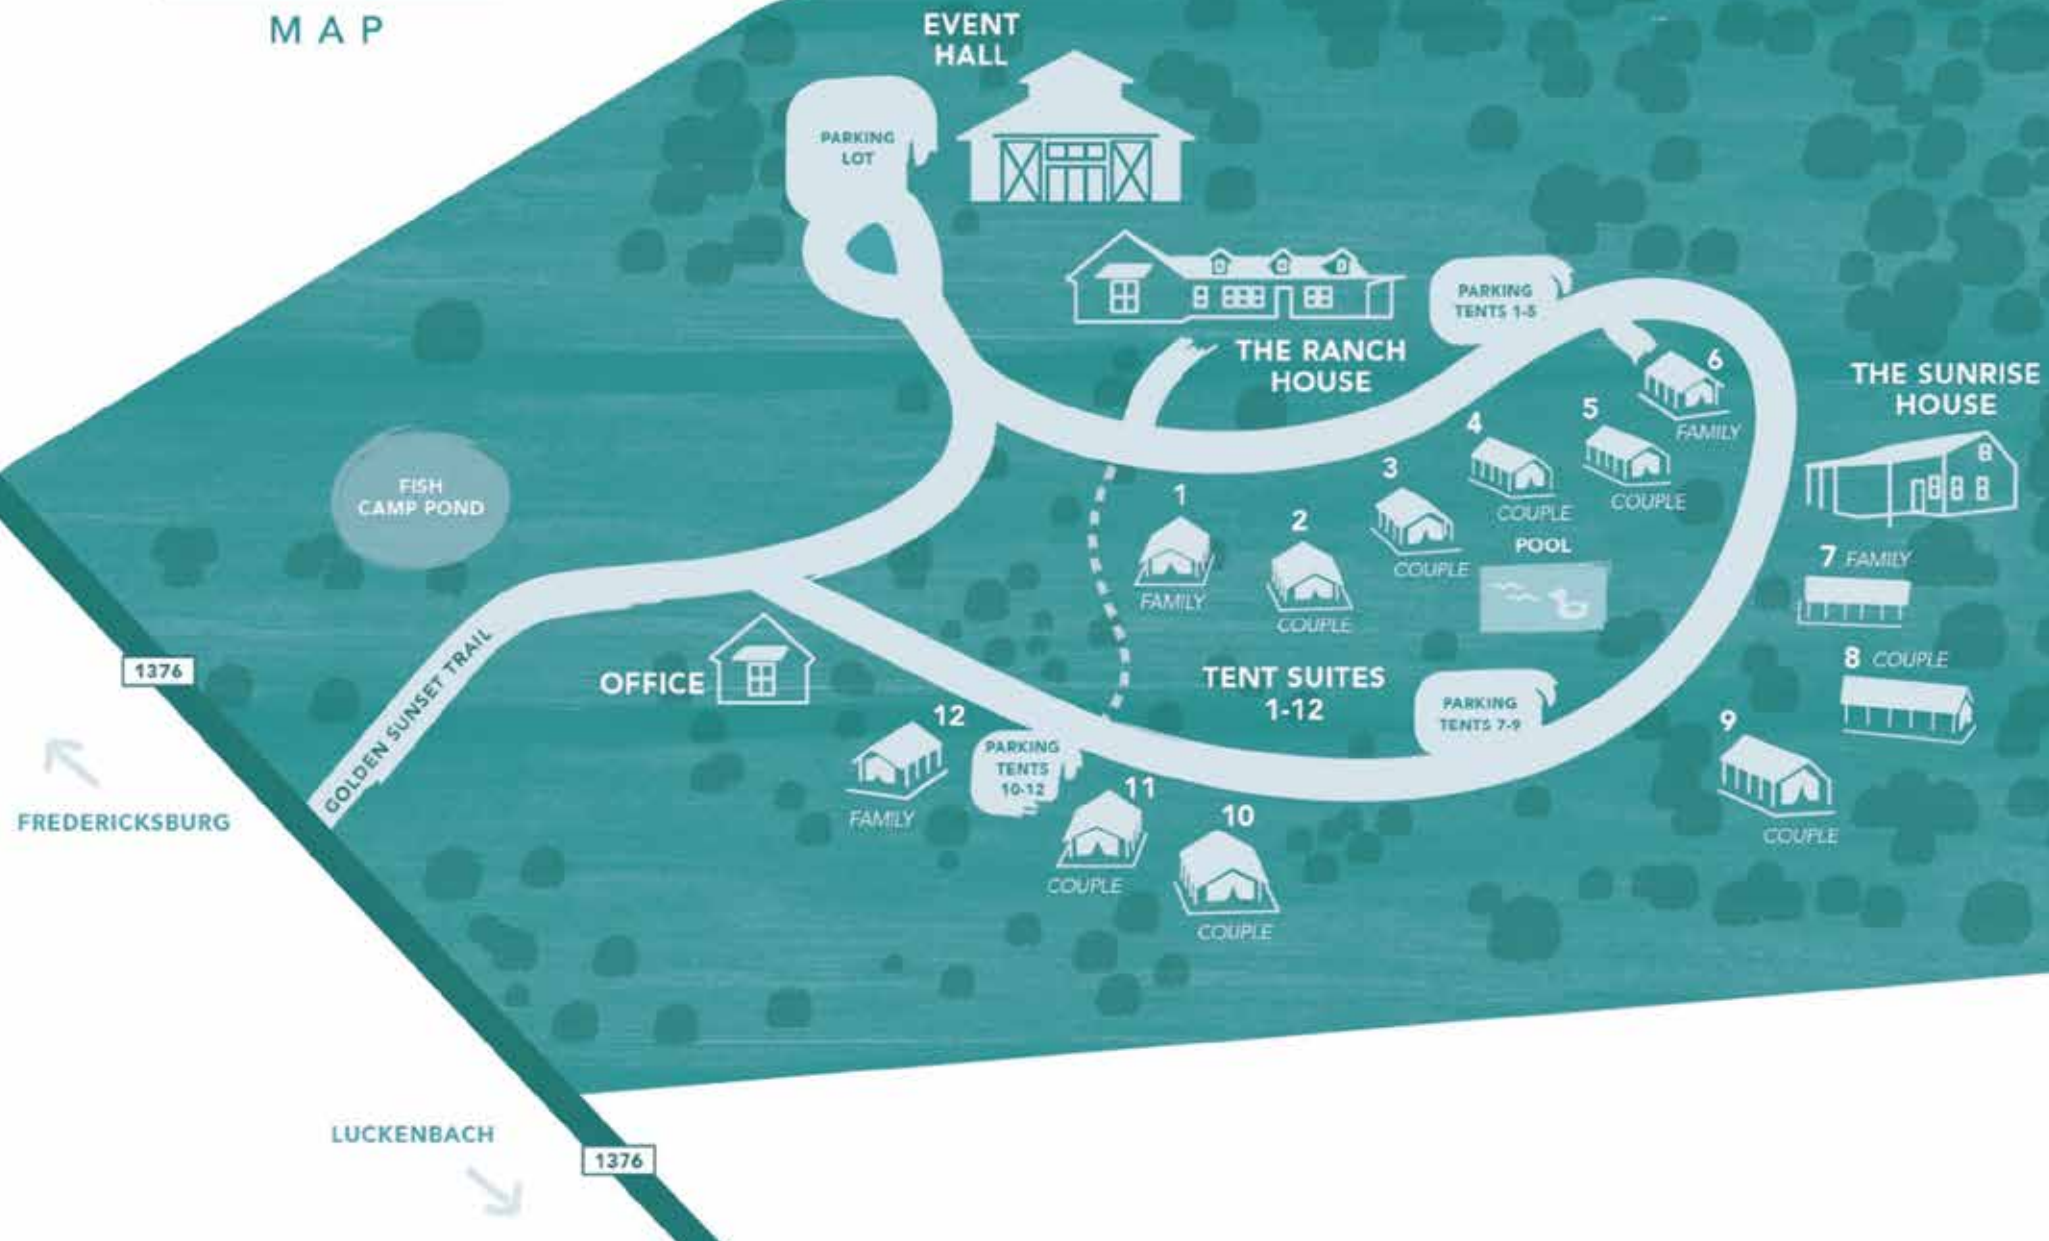 MAP
EVENT
HALL
PARKING
LOT
PARKING
TENTS 1-5
THE RANCH
HOUSE
6
FAMILY
THE SUNRISE
HOUSE
5
COUPLE
4
COUPLE
3
COUPLE
FISH
CAMP POND
1
FAMILY
2
COUPLE
POOL
7 FAMILY
8 COUPLE
GOLDEN SUNSET TRAIL
1376
OFFICE
TENT SUITES
1-12
PARKING
TENTS 7-9
9
COUPLE
12
FAMILY
PARKING
TENTS
10-12
11
COUPLE
10
COUPLE
FREDERICKSBURG
LUCKENBACH
1376